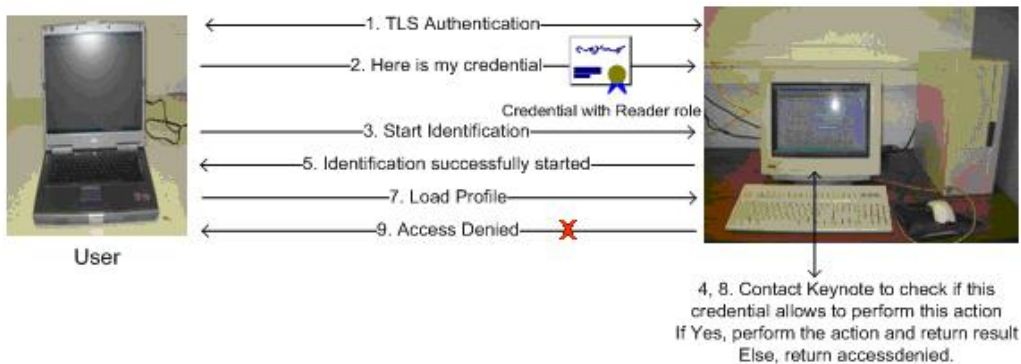 1. TLS Authentication
2. Here is my credential
Credential with Reader role
3. Start Identification
5. Identification successfully started
7. Load Profile
9. Access Denied
User
4, 8. Contact Keynote to check if this
credential allows to perform this action
If Yes, perform the action and return result
Else, return accessdenied.